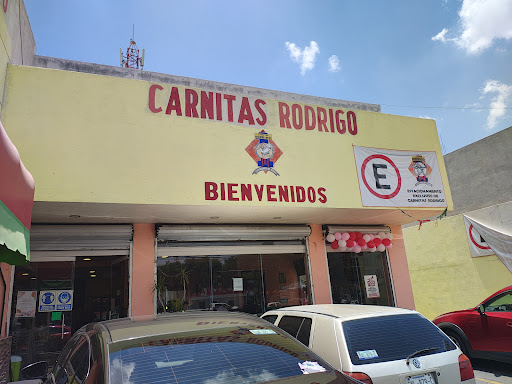 CARNITAS RODRIGO
BIENVENIDOS
E
ESTACIONAMIENTO
EXCLUSIVO DE
CARNITAS RODRIGO